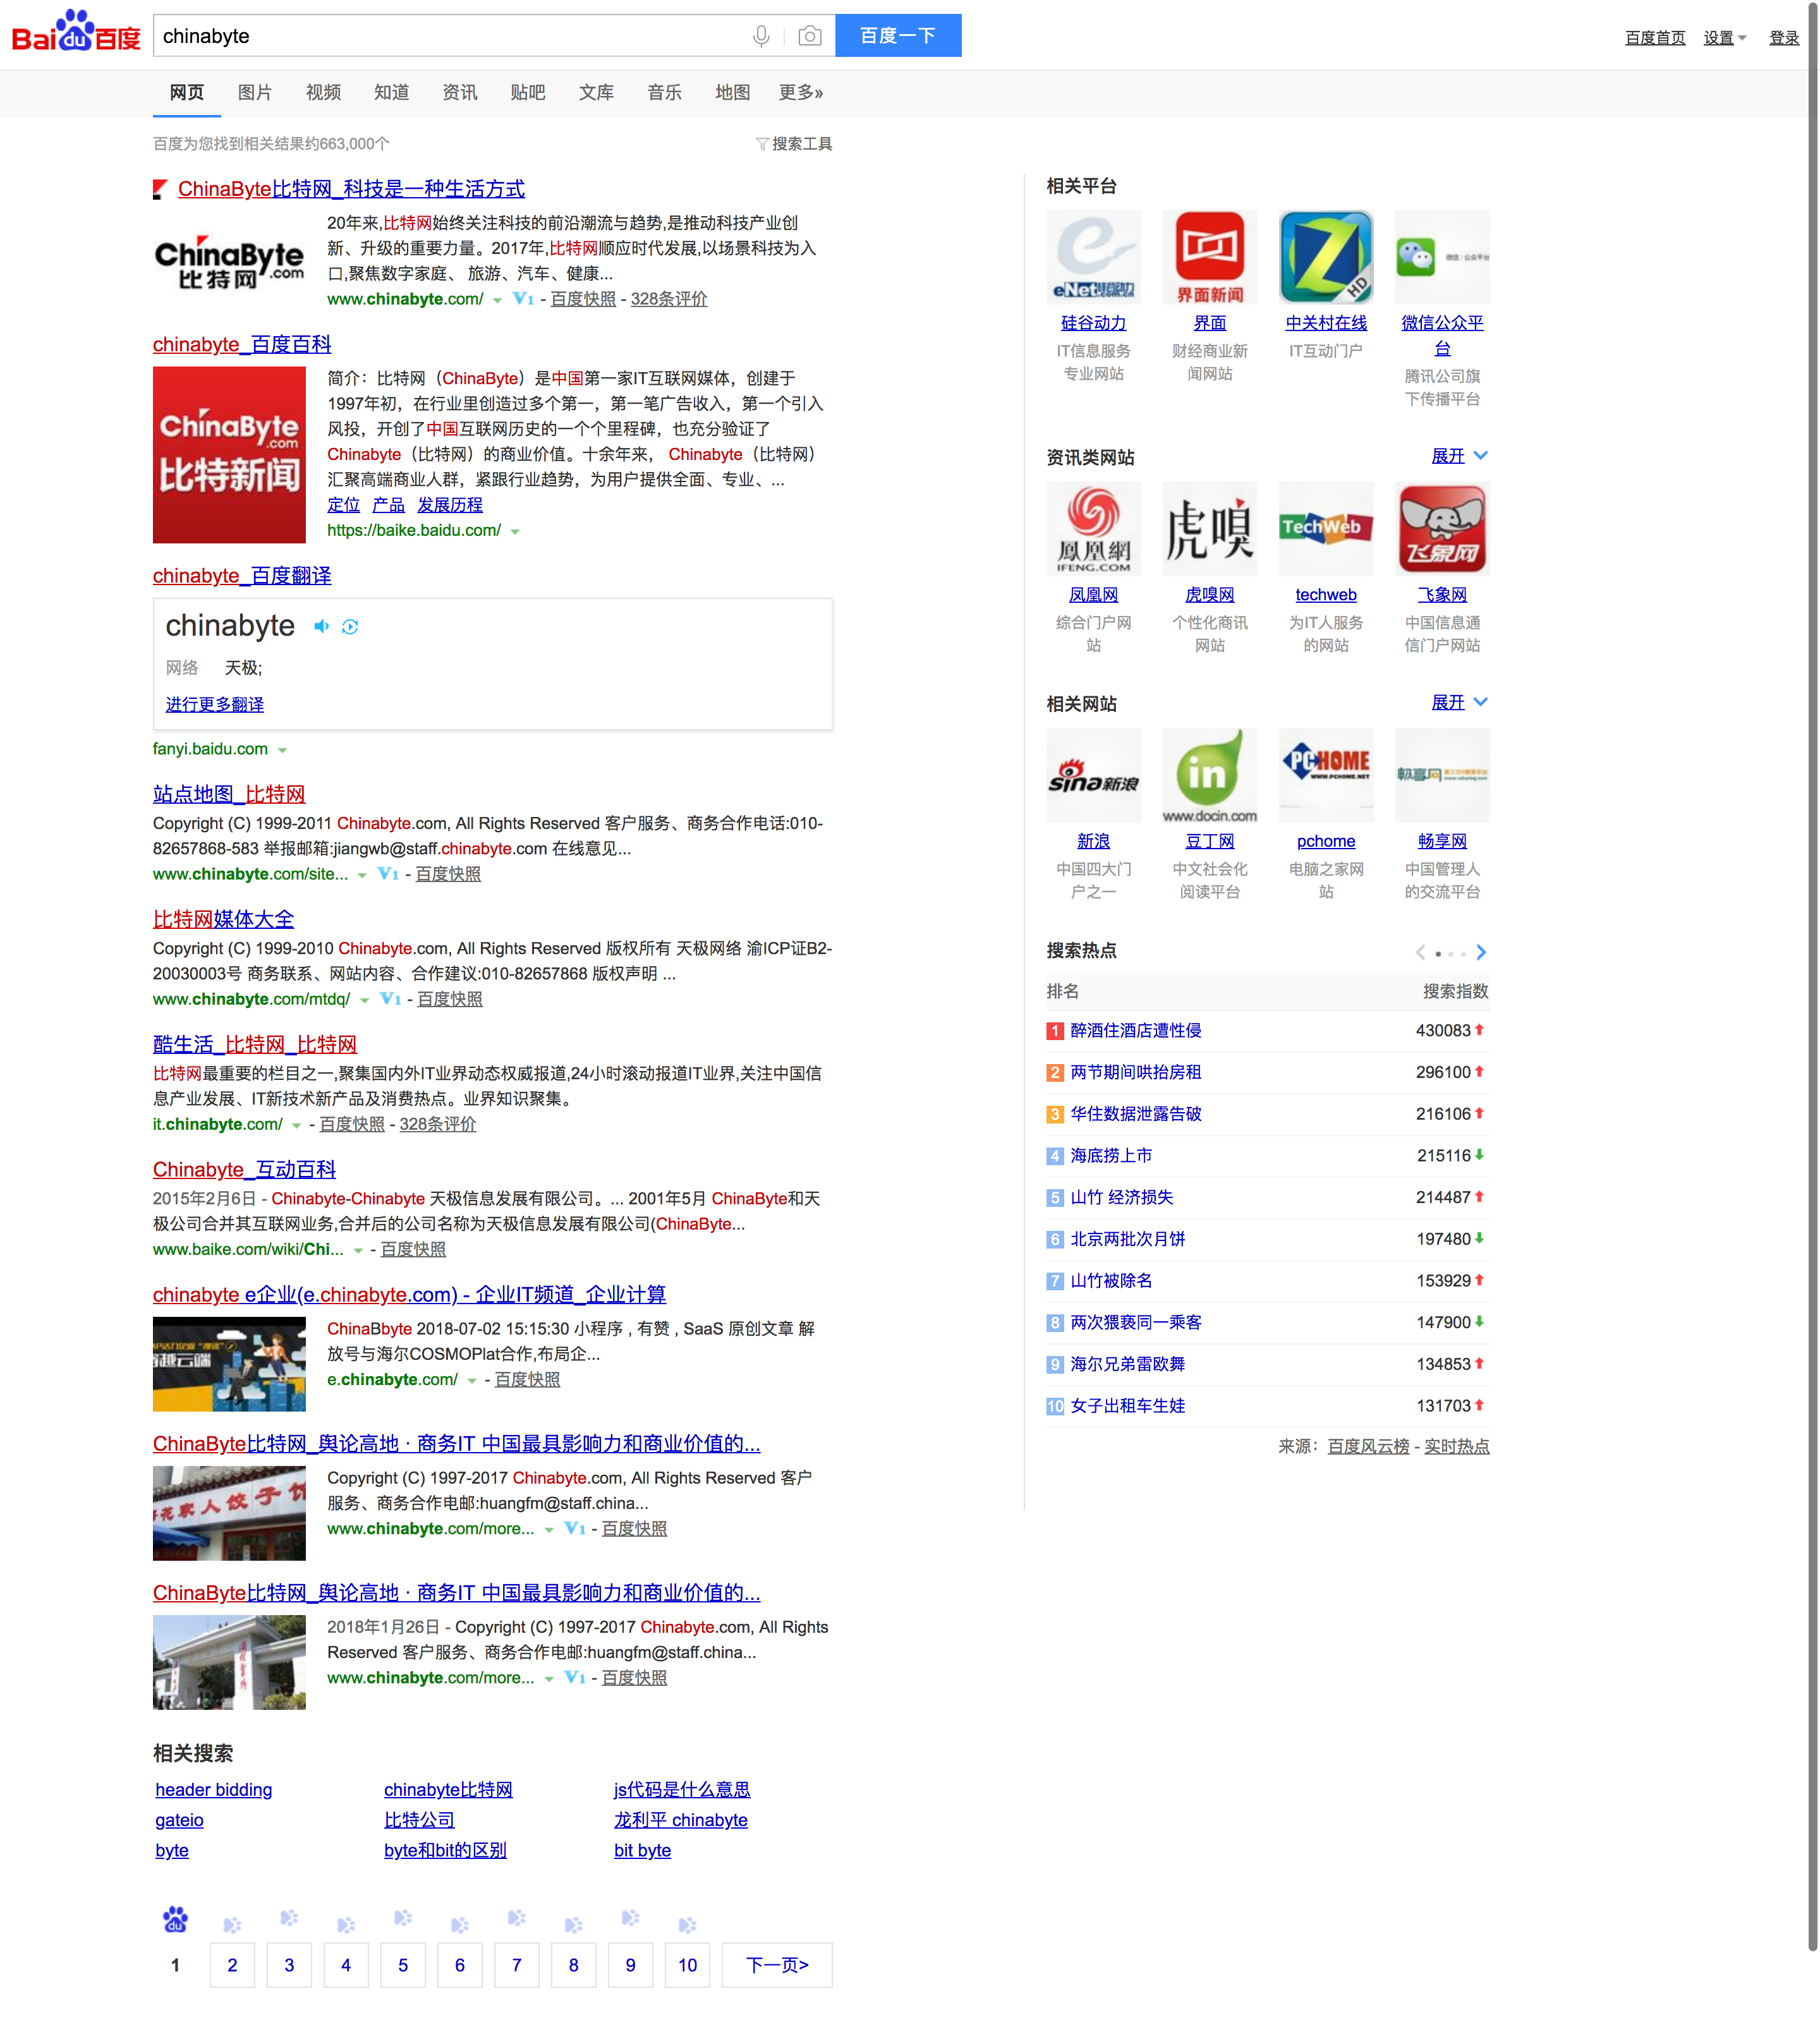 Bai du 百度
chinabyte
百度一下
百度首页 设置 登录
网页 图片 视频 知道 资讯 贴吧 文库 音乐 地图 更多»
百度为您找到相关结果约663,000个
搜索工具
ChinaByte比特网_科技是一种生活方式
ChinaByte
.com
比特网
20年来,比特网始终关注科技的前沿潮流与趋势,是推动科技产业创
新、升级的重要力量。2017年,比特网顺应时代发展,以场景科技为入
口,聚焦数字家庭、 旅游、汽车、健康...
www.chinabyte.com/ V1 - 百度快照 - 328条评价
chinabyte_百度百科
ChinaByte
.com
比特新闻
简介：比特网（ChinaByte）是中国第一家IT互联网媒体，创建于
1997年初，在行业里创造过多个第一，第一笔广告收入，第一个引入
风投，开创了中国互联网历史的一个个里程碑，也充分验证了
Chinabyte（比特网）的商业价值。十余年来， Chinabyte（比特网）
汇聚高端商业人群，紧跟行业趋势，为用户提供全面、专业、...
定位 产品 发展历程
https://baike.baidu.com/
chinabyte_百度翻译
chinabyte
网络 天极;
进行更多翻译
fanyi.baidu.com
站点地图_比特网
Copyright (C) 1999-2011 Chinabyte.com, All Rights Reserved 客户服务、商务合作电话:010-
82657868-583 举报邮箱:jiangwb@staff.chinabyte.com 在线意见...
www.chinabyte.com/site... V1 - 百度快照
比特网媒体大全
Copyright (C) 1999-2010 Chinabyte.com, All Rights Reserved 版权所有 天极网络 渝ICP证B2-
20030003号 商务联系、网站内容、合作建议:010-82657868 版权声明 ...
www.chinabyte.com/mtdq/ V1 - 百度快照
酷生活_比特网_比特网
比特网最重要的栏目之一,聚集国内外IT业界动态权威报道,24小时滚动报道IT业界,关注中国信
息产业发展、IT新技术新产品及消费热点。业界知识聚集。
it.chinabyte.com/ - 百度快照 - 328条评价
Chinabyte_互动百科
2015年2月6日 - Chinabyte-Chinabyte 天极信息发展有限公司。... 2001年5月 ChinaByte和天
极公司合并其互联网业务,合并后的公司名称为天极信息发展有限公司(ChinaByte...
www.baike.com/wiki/Chi... - 百度快照
chinabyte e企业(e.chinabyte.com) - 企业IT频道_企业计算
越云端
ChinaBbyte 2018-07-02 15:15:30 小程序 , 有赞 , SaaS 原创文章 解
放号与海尔COSMOPlat合作,布局企...
e.chinabyte.com/ - 百度快照
ChinaByte比特网_舆论高地 · 商务IT 中国最具影响力和商业价值的...
花家人饺子馆
Copyright (C) 1997-2017 Chinabyte.com, All Rights Reserved 客户
服务、商务合作电邮:huangfm@staff.china...
www.chinabyte.com/more... V1 - 百度快照
ChinaByte比特网_舆论高地 · 商务IT 中国最具影响力和商业价值的...
2018年1月26日 - Copyright (C) 1997-2017 Chinabyte.com, All Rights
Reserved 客户服务、商务合作电邮:huangfm@staff.china...
www.chinabyte.com/more... V1 - 百度快照
相关搜索
header bidding chinabyte比特网 js代码是什么意思
gateio 比特公司 龙利平 chinabyte
byte byte和bit的区别 bit byte
du
1 2 3 4 5 6 7 8 9 10 下一页>
相关平台
界面新闻
HD
硅谷动力 界面 中关村在线 微信公众平
台
IT信息服务
专业网站
财经商业新
闻网站
IT互动门户
腾讯公司旗
下传播平台
资讯类网站 展开
鳳凰網
IFENG.COM
虎嗅
TechWeb
飞象网
凤凰网 虎嗅网 techweb 飞象网
综合门户网
站
个性化商讯
网站
为IT人服务
的网站
中国信息通
信门户网站
相关网站 展开
sina新浪
in
www.docin.com
PCHOME
WWW.PCHOME.NET
畅享网
新浪 豆丁网 pchome 畅享网
中国四大门
户之一
中文社会化
阅读平台
电脑之家网
站
中国管理人
的交流平台
搜索热点
排名 搜索指数
1 醉酒住酒店遭性侵 430083
2 两节期间哄抬房租 296100
3 华住数据泄露告破 216106
4 海底捞上市 215116
5 山竹 经济损失 214487
6 北京两批次月饼 197480
7 山竹被除名 153929
8 两次猥亵同一乘客 147900
9 海尔兄弟雷欧舞 134853
10 女子出租车生娃 131703
来源：百度风云榜 - 实时热点